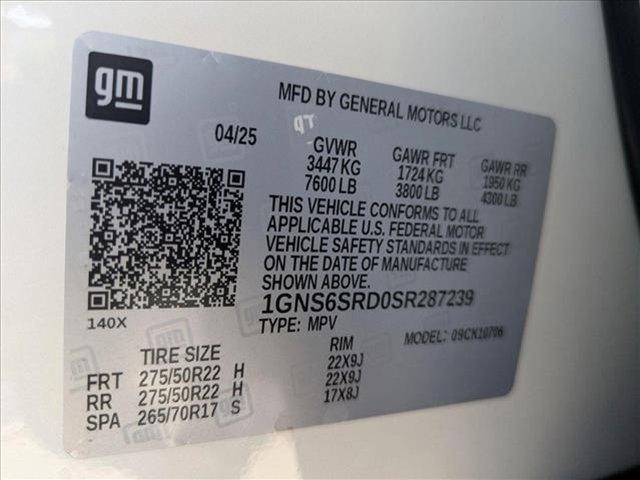 gm
MFD BY GENERAL MOTORS LLC
04/25
GVWR GAWR FRT GAWR RR
3447 KG 1724 KG 1950 KG
7600 LB 3800 LB 4300 LB
THIS VEHICLE CONFORMS TO ALL
APPLICABLE U.S. FEDERAL MOTOR
VEHICLE SAFETY STANDARDS IN EFFECT
ON THE DATE OF MANUFACTURE
SHOWN ABOVE.
1GNS6SRD0SR287239
140X
TYPE: MPV MODEL: 09CK10706
TIRE SIZE RIM
FRT 275/50R22 H 22X9J
RR 275/50R22 H 22X9J
SPA 265/70R17 S 17X8J